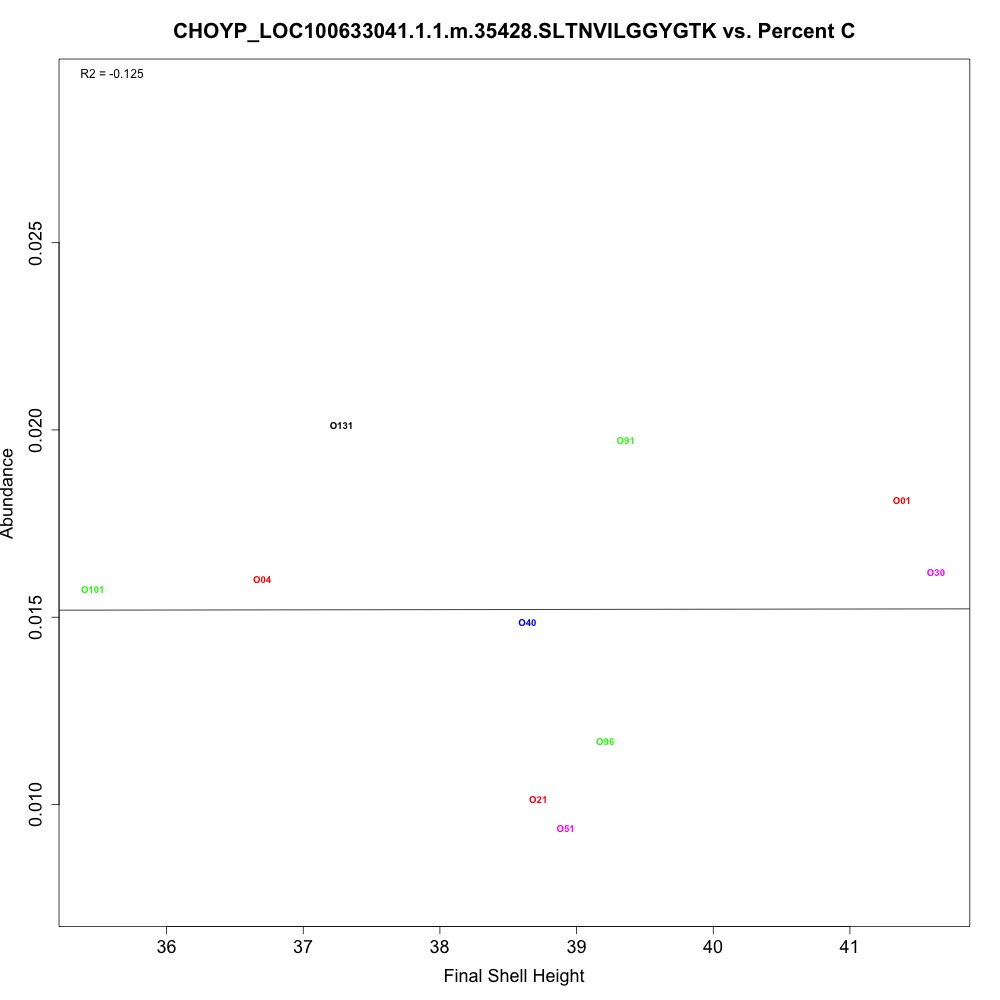 CHOYP_LOC100633041.1.1.m.35428.SLTNVILGGYGTK vs. Percent C
R2 = -0.125
0.025
0.020
0.015
0.010
Abundance
O131
O91
O01
O30
O04
O101
O40
O96
O21
O51
36 37 38 39 40 41
Final Shell Height